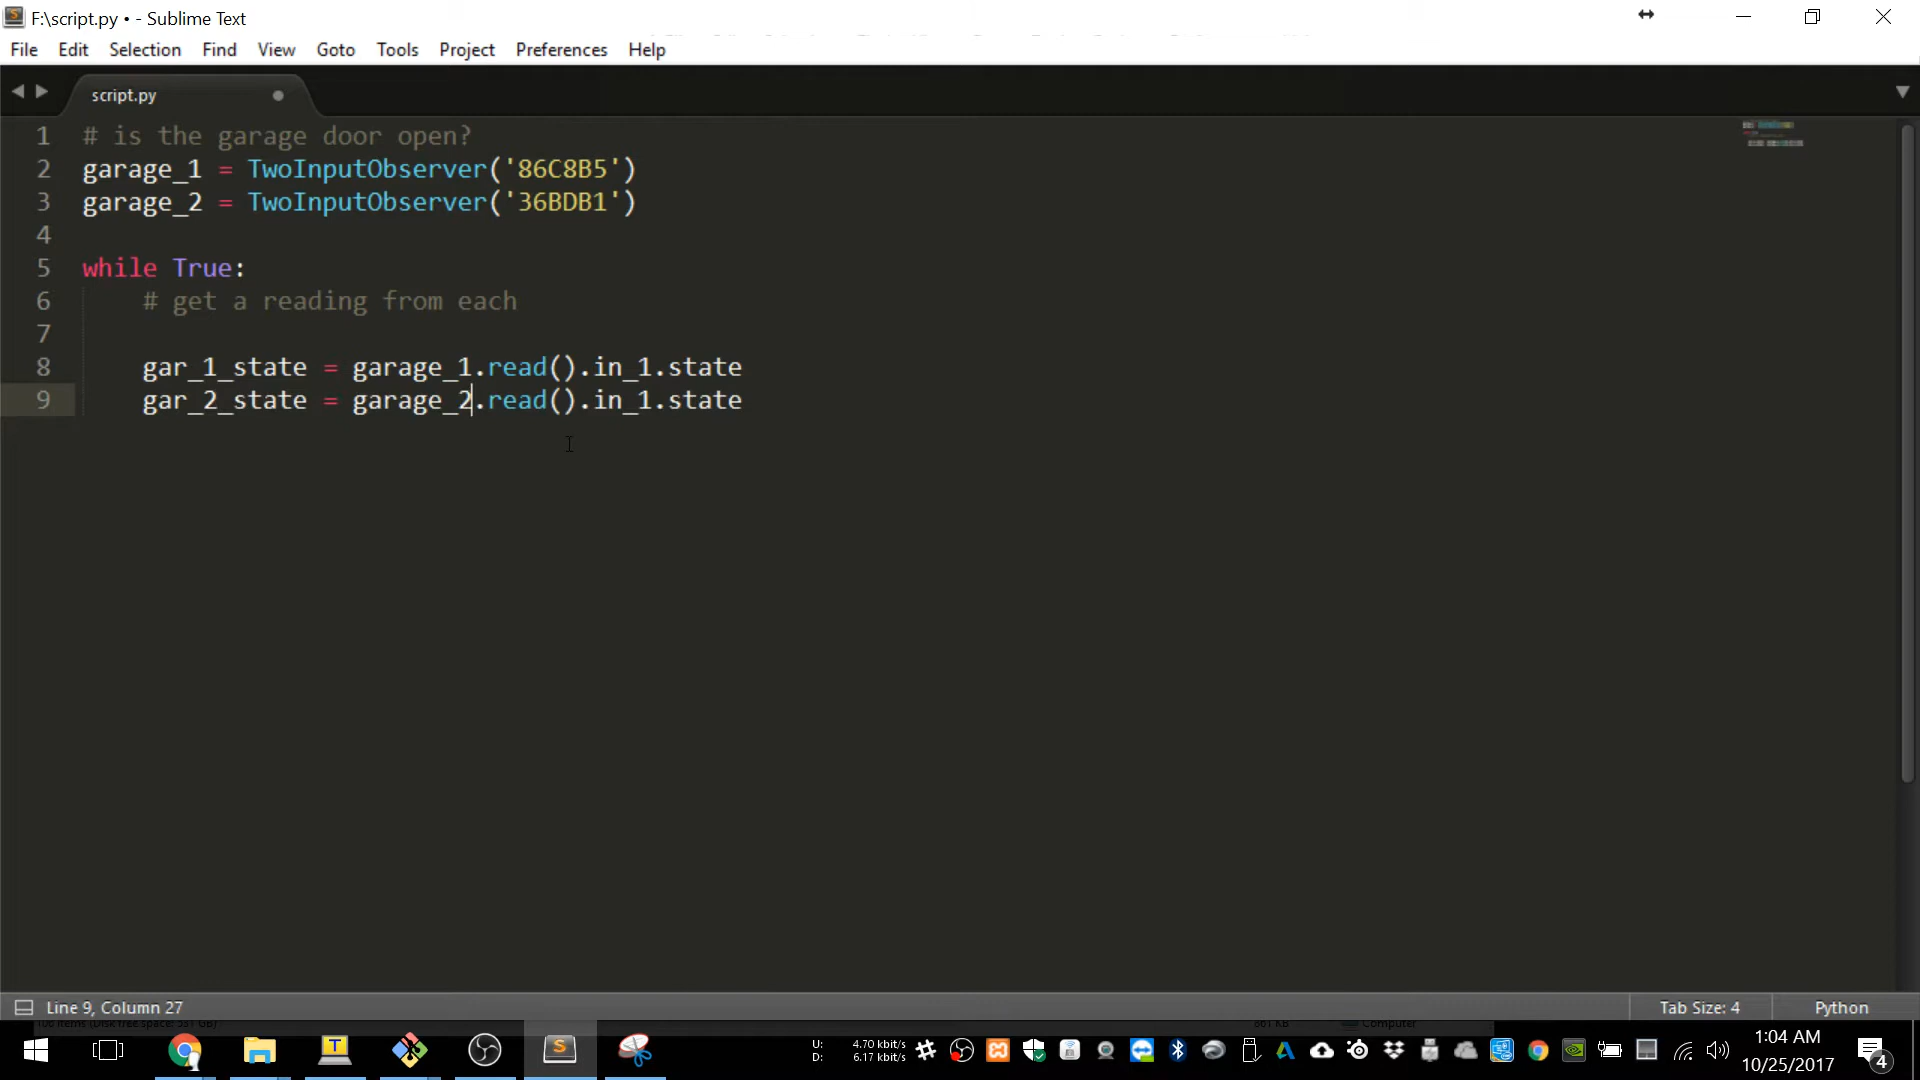 F:\script.py • - Sublime Text
File Edit Selection Find View Goto Tools Project Preferences Help
script.py
1 # is the garage door open?
2 garage_1 = TwoInputObserver('86C8B5')
3 garage_2 = TwoInputObserver('36BDB1')
4
5 while True:
6 # get a reading from each
7
8 gar_1_state = garage_1.read().in_1.state
9 gar_2_state = garage_2.read().in_1.state
Line 9, Column 27 Tab Size: 4 Python
861 KB Computer
U: 4.70 kbit/s
D: 6.17 kbit/s
1:04 AM
10/25/2017
4